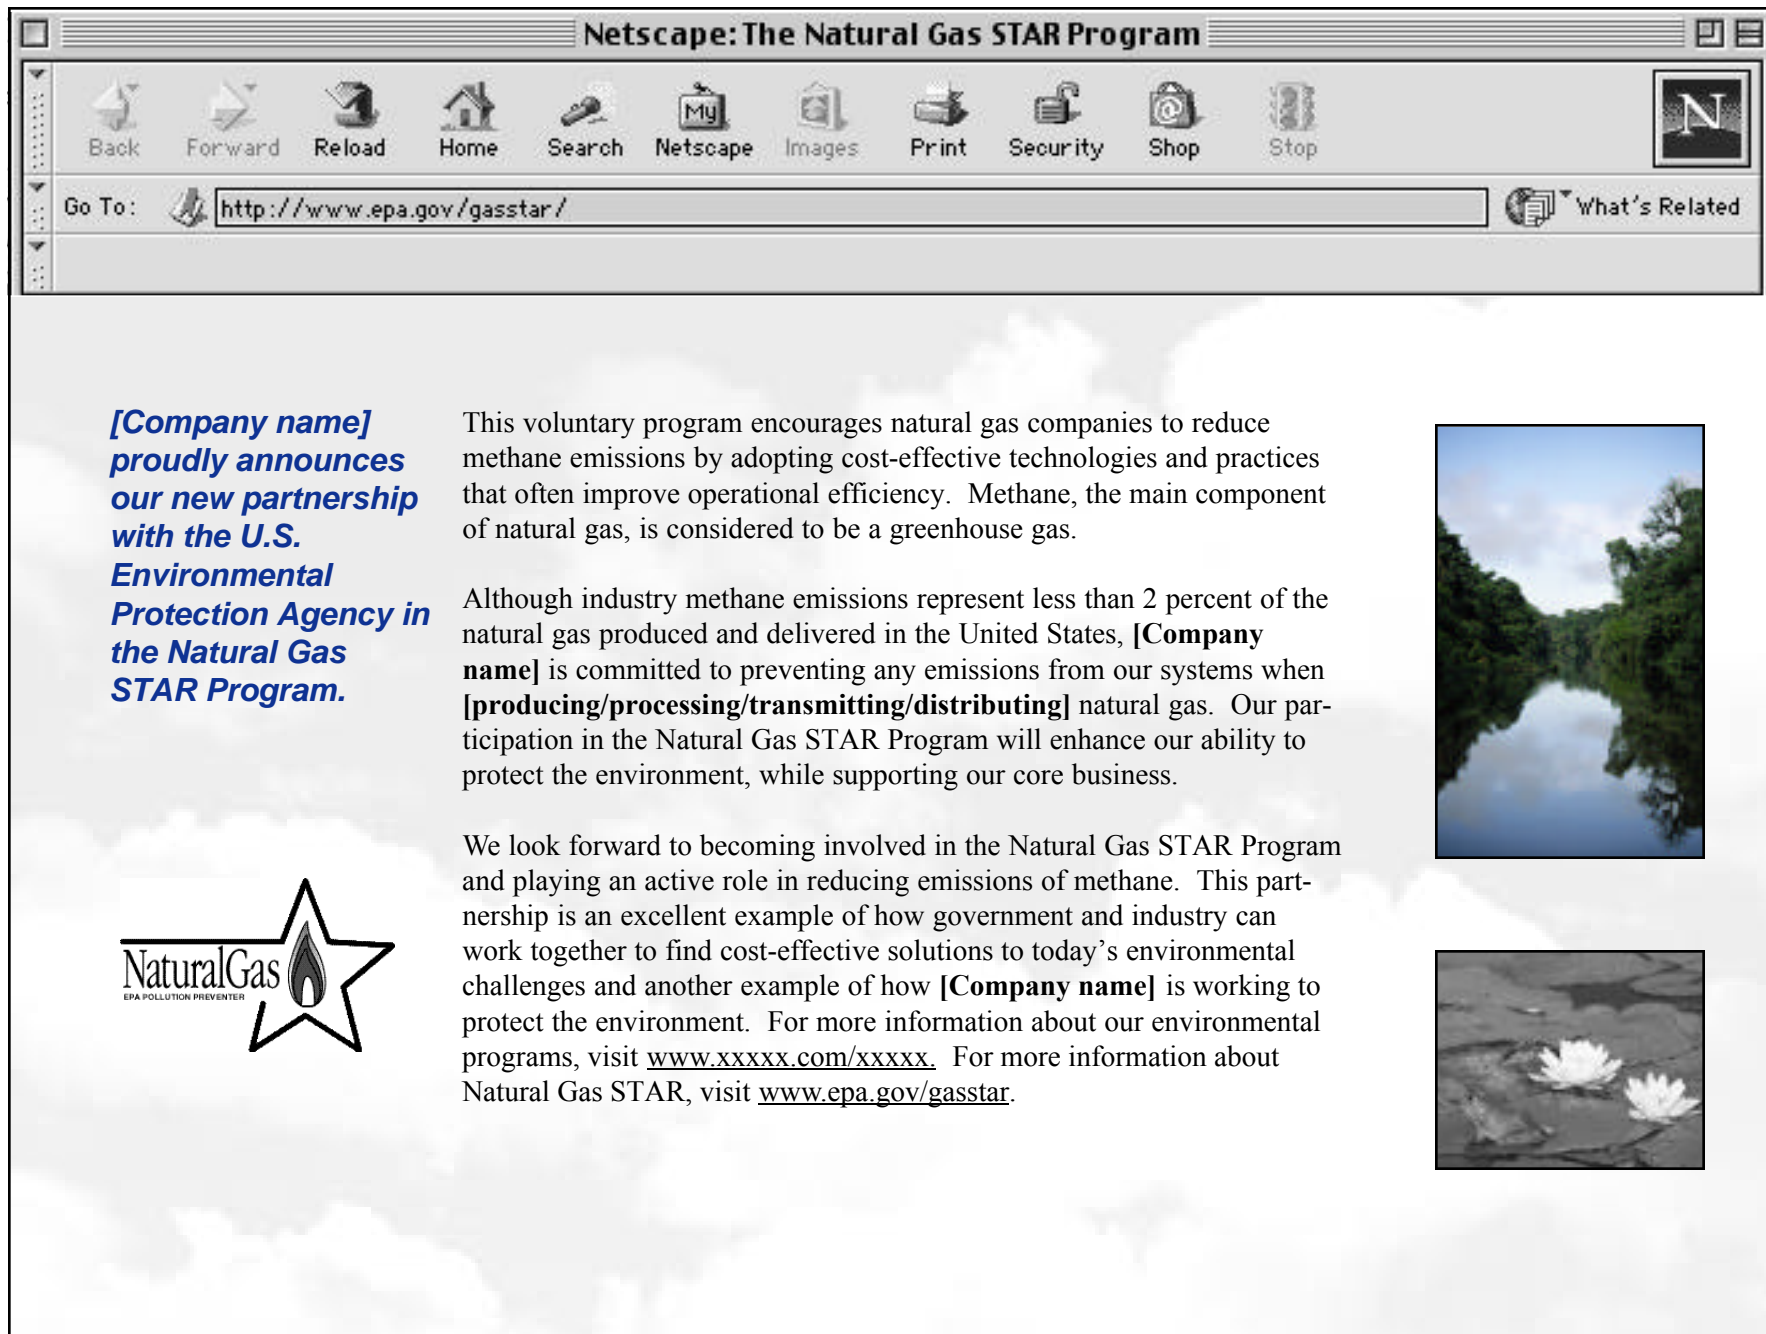 Netscape: The Natural Gas STAR Program
Back Forward Reload Home Search Netscape Images Print Security Shop Stop
My
N
Go To: http://www.epa.gov/gasstar/ What's Related
[Company name]
proudly announces
our new partnership
with the U.S.
Environmental
Protection Agency in
the Natural Gas
STAR Program.
NaturalGas
EPA POLLUTION PREVENTER
This voluntary program encourages natural gas companies to reduce
methane emissions by adopting cost-effective technologies and practices
that often improve operational efficiency. Methane, the main component
of natural gas, is considered to be a greenhouse gas.
Although industry methane emissions represent less than 2 percent of the
natural gas produced and delivered in the United States, [Company
name] is committed to preventing any emissions from our systems when
[producing/processing/transmitting/distributing] natural gas. Our par-
ticipation in the Natural Gas STAR Program will enhance our ability to
protect the environment, while supporting our core business.
We look forward to becoming involved in the Natural Gas STAR Program
and playing an active role in reducing emissions of methane. This part-
nership is an excellent example of how government and industry can
work together to find cost-effective solutions to today's environmental
challenges and another example of how [Company name] is working to
protect the environment. For more information about our environmental
programs, visit www.xxxxx.com/xxxxx. For more information about
Natural Gas STAR, visit www.epa.gov/gasstar.